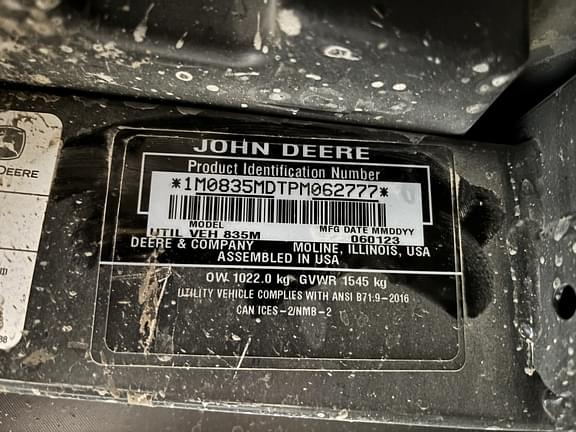 JOHN DEERE
Product Identification Number
*1M0835MDTPM062777*
MODEL MFG DATE MMDDYY
UTIL VEH 835M 060123
DEERE & COMPANY MOLINE, ILLINOIS, USA
ASSEMBLED IN USA
OW 1022.0 kg GVWR 1545 kg
UTILITY VEHICLE COMPLIES WITH ANSI B71.9-2016
CAN ICES-2/NMB-2
DEERE